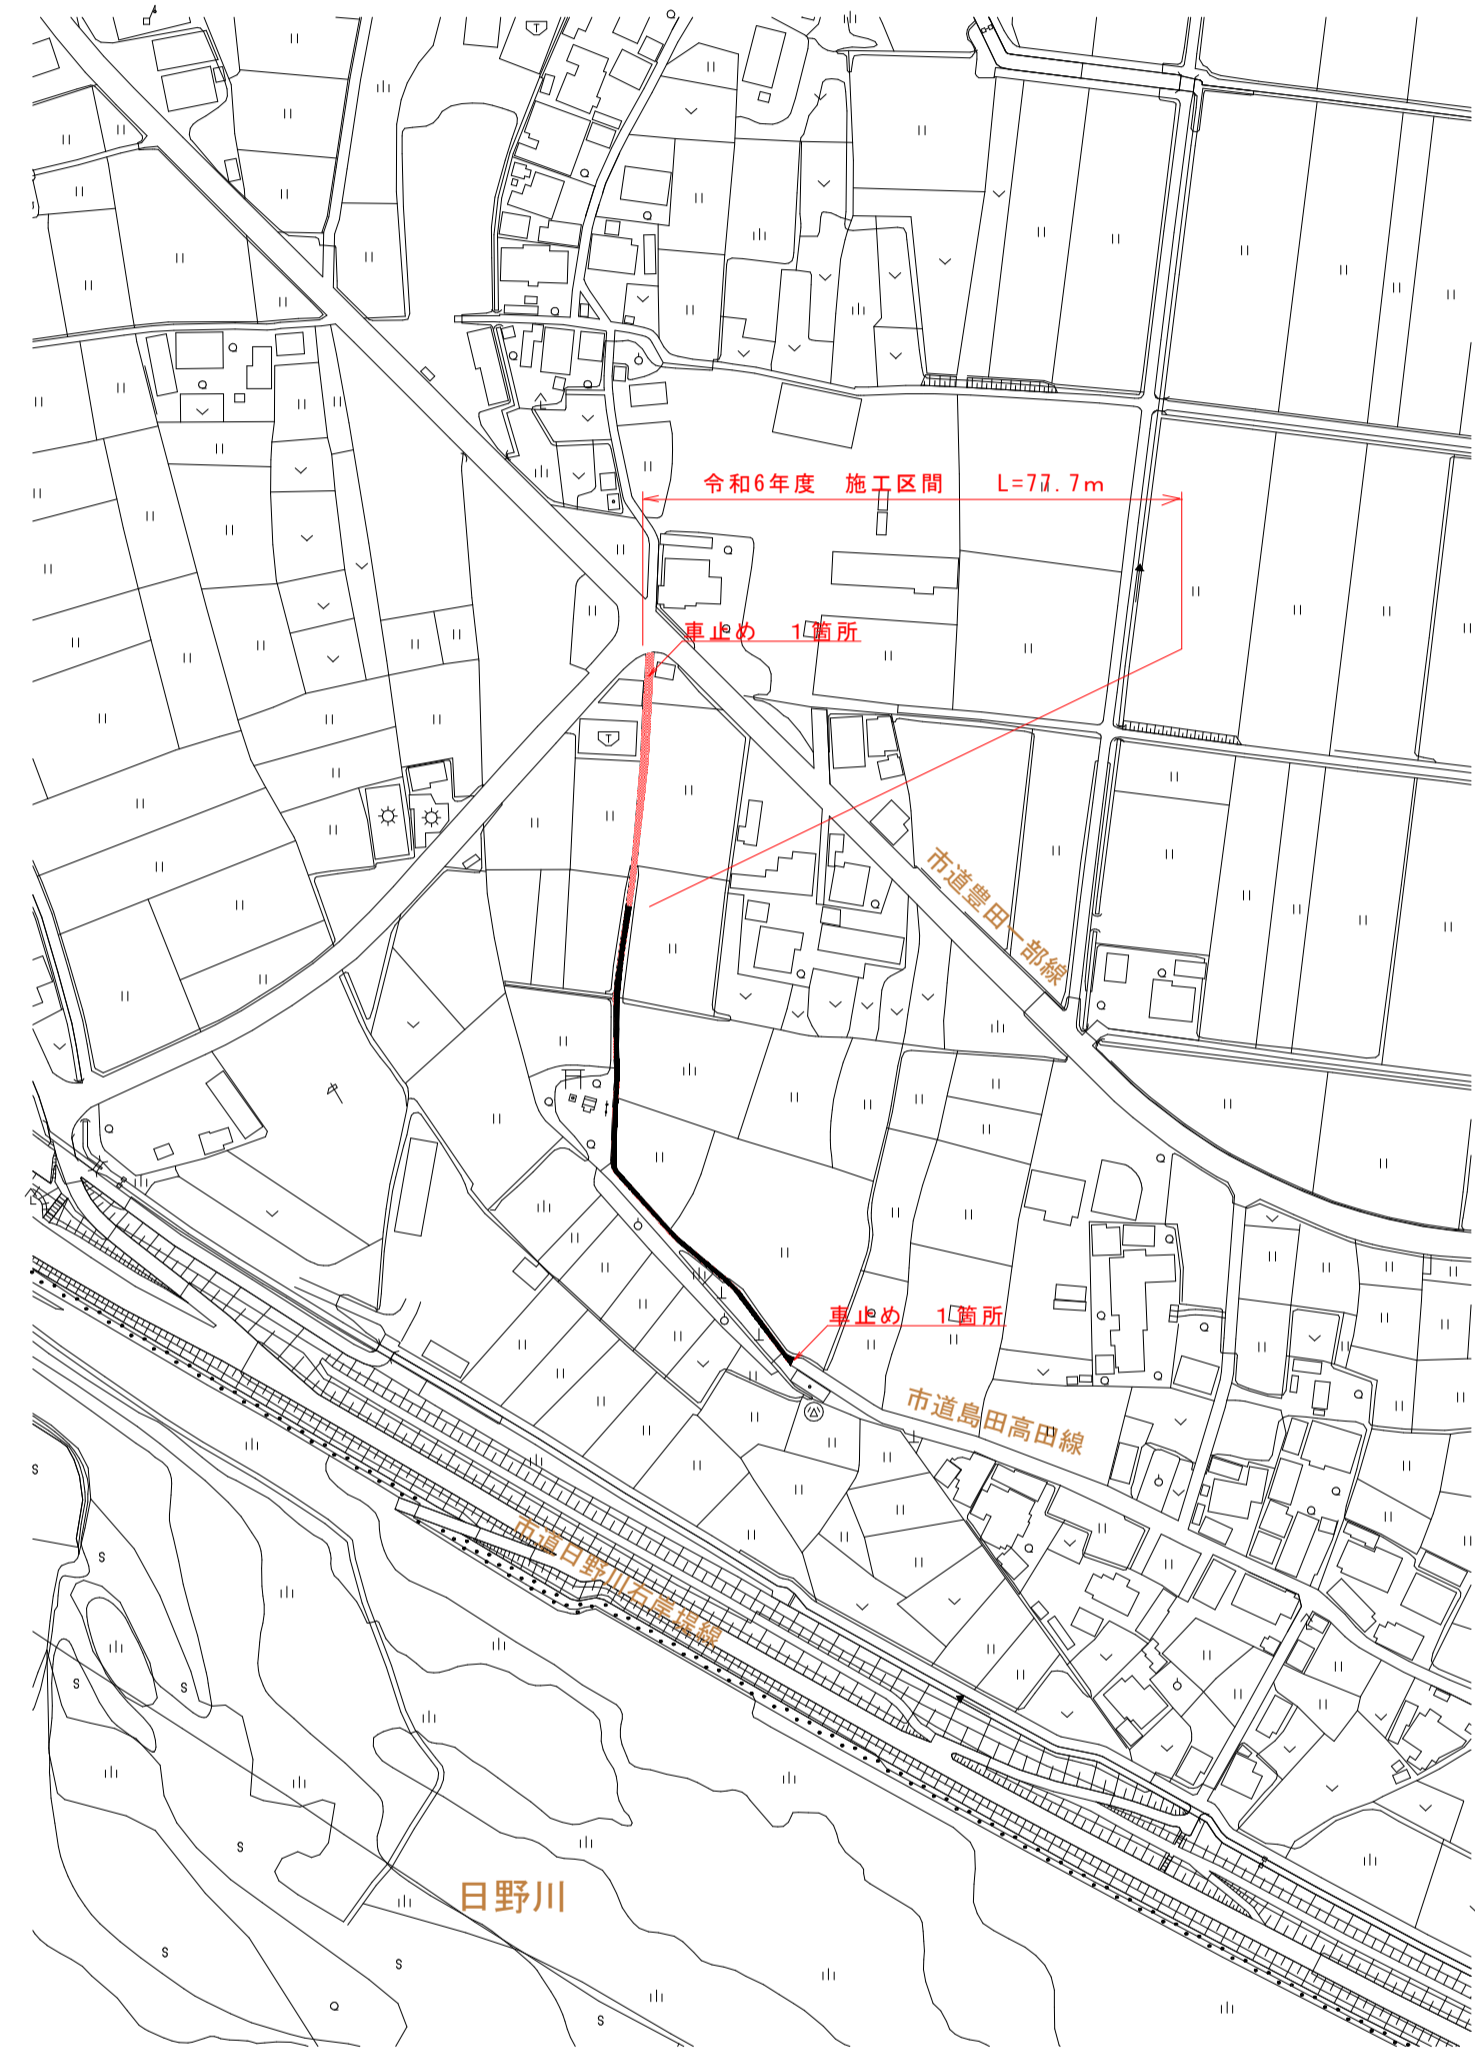 令和6年度　施工区間　　L=77.7m
車止め　1箇所
市道豊田一部線
車止め　1箇所
市道島田高田線
市道日野川右岸堤線
日野川